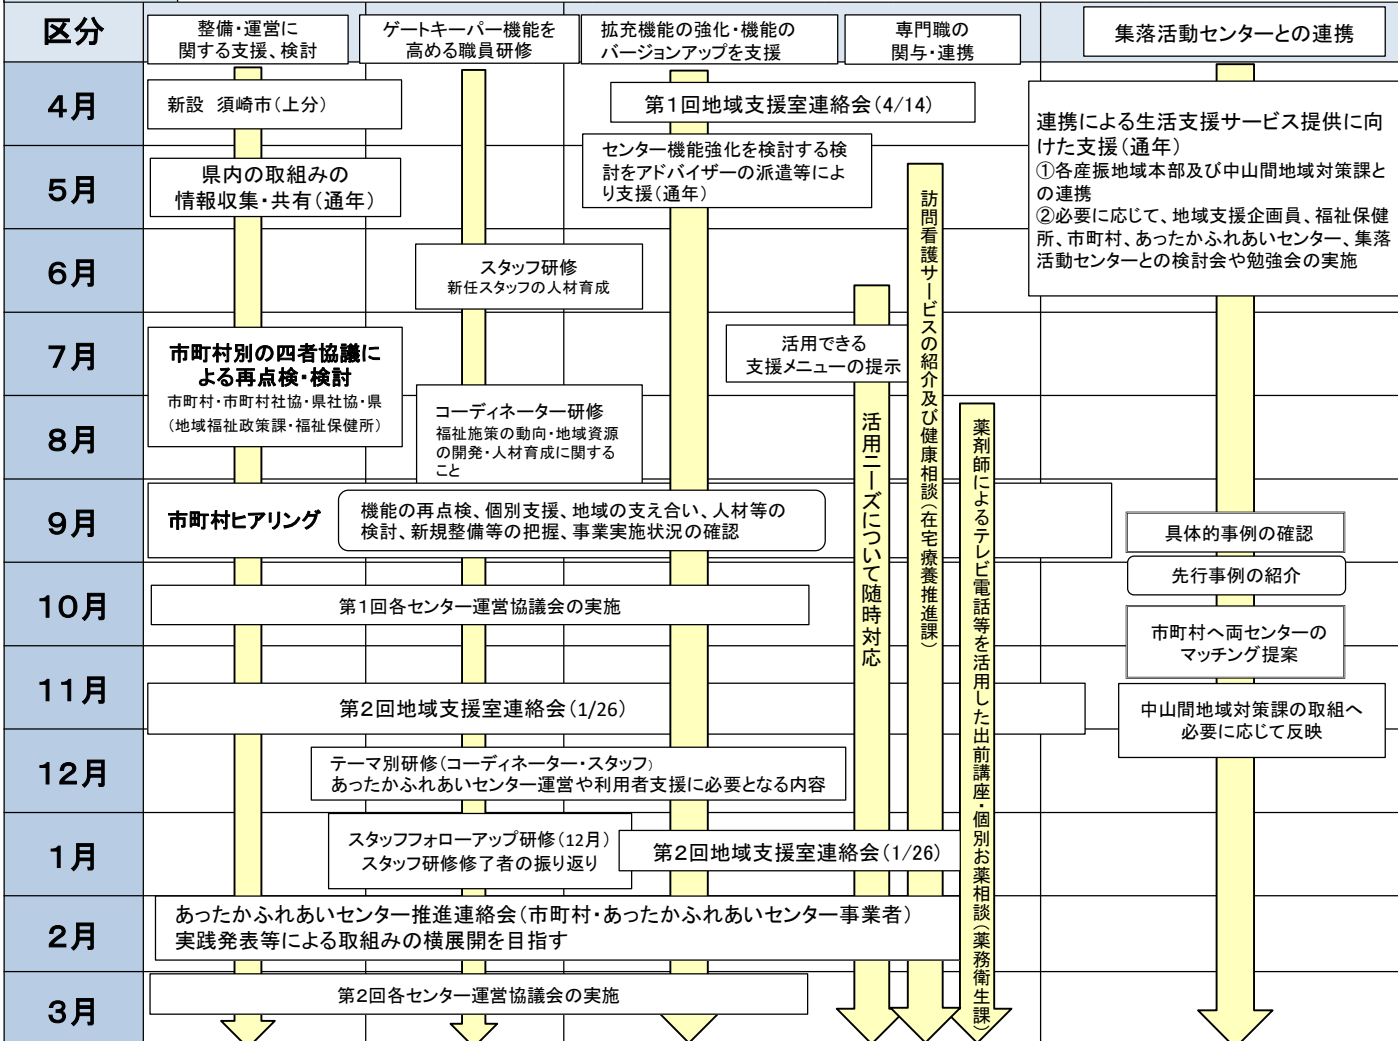 区分
整備・運営に
関する支援、検討
ゲートキーパー機能を
高める職員研修
拡充機能の強化・機能の
バージョンアップを支援
専門職の
関与・連携
集落活動センターとの連携
4月
新設 須崎市(上分)
第1回地域支援室連絡会(4/14)
連携による生活支援サービス提供に向
けた支援(通年)
①各産振地域本部及び中山間地域対策課と
の連携
②必要に応じて、地域支援企画員、福祉保健
所、市町村、あったかふれあいセンター、集落
活動センターとの検討会や勉強会の実施
5月
県内の取組みの
情報収集・共有(通年)
センター機能強化を検討する検
討をアドバイザーの派遣等によ
り支援(通年)
訪問看護サービスの紹介及び健康相談(在宅療養推進課)
6月
スタッフ研修
新任スタッフの人材育成
7月
市町村別の四者協議に
よる再点検・検討
市町村・市町村社協・県社協・県
(地域福祉政策課・福祉保健所)
活用できる
支援メニューの提示
8月
コーディネーター研修
福祉施策の動向・地域資源
の開発・人材育成に関する
こと
活用ニーズについて随時対応
薬剤師によるテレビ電話等を活用した出前講座・個別お薬相談(薬務衛生課)
9月
市町村ヒアリング
機能の再点検、個別支援、地域の支え合い、人材等の
検討、新規整備等の把握、事業実施状況の確認
具体的事例の確認
10月
第1回各センター運営協議会の実施
先行事例の紹介
市町村へ両センターの
マッチング提案
11月
第2回地域支援室連絡会(1/26)
中山間地域対策課の取組へ
必要に応じて反映
12月
テーマ別研修(コーディネーター・スタッフ)
あったかふれあいセンター運営や利用者支援に必要となる内容
1月
スタッフフォローアップ研修(12月)
スタッフ研修修了者の振り返り
第2回地域支援室連絡会(1/26)
2月
あったかふれあいセンター推進連絡会(市町村・あったかふれあいセンター事業者)
実践発表等による取組みの横展開を目指す
3月
第2回各センター運営協議会の実施